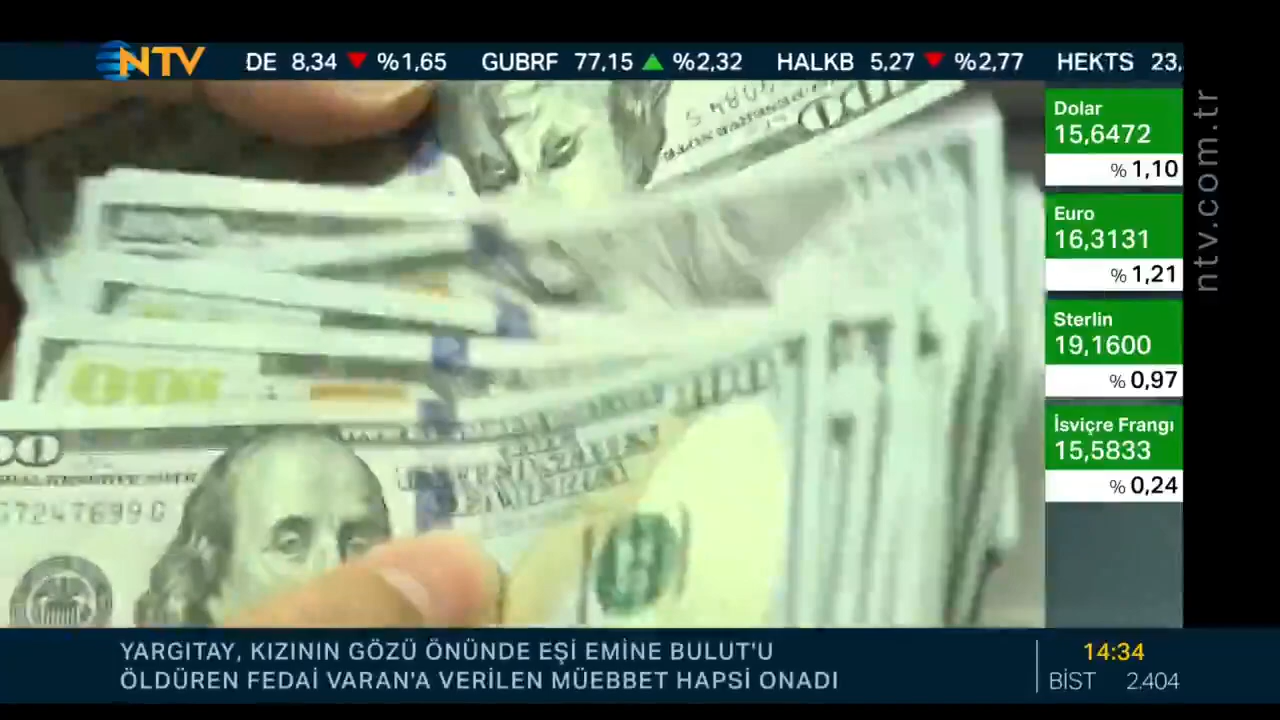 NTV DE 8,34 %1,65 GUBRF 77,15 %2,32 HALKB 5,27 %2,77 HEKTS 23,
Dolar
15,6472
% 1,10
Euro
16,3131
% 1,21
Sterlin
19,1600
% 0,97
İsviçre Frangı
15,5833
% 0,24
ntv.com.tr
YARGITAY, KIZININ GÖZÜ ÖNÜNDE EŞİ EMİNE BULUT'U
ÖLDÜREN FEDAİ VARAN'A VERİLEN MÜEBBET HAPSİ ONADI
14:34
BİST 2.404